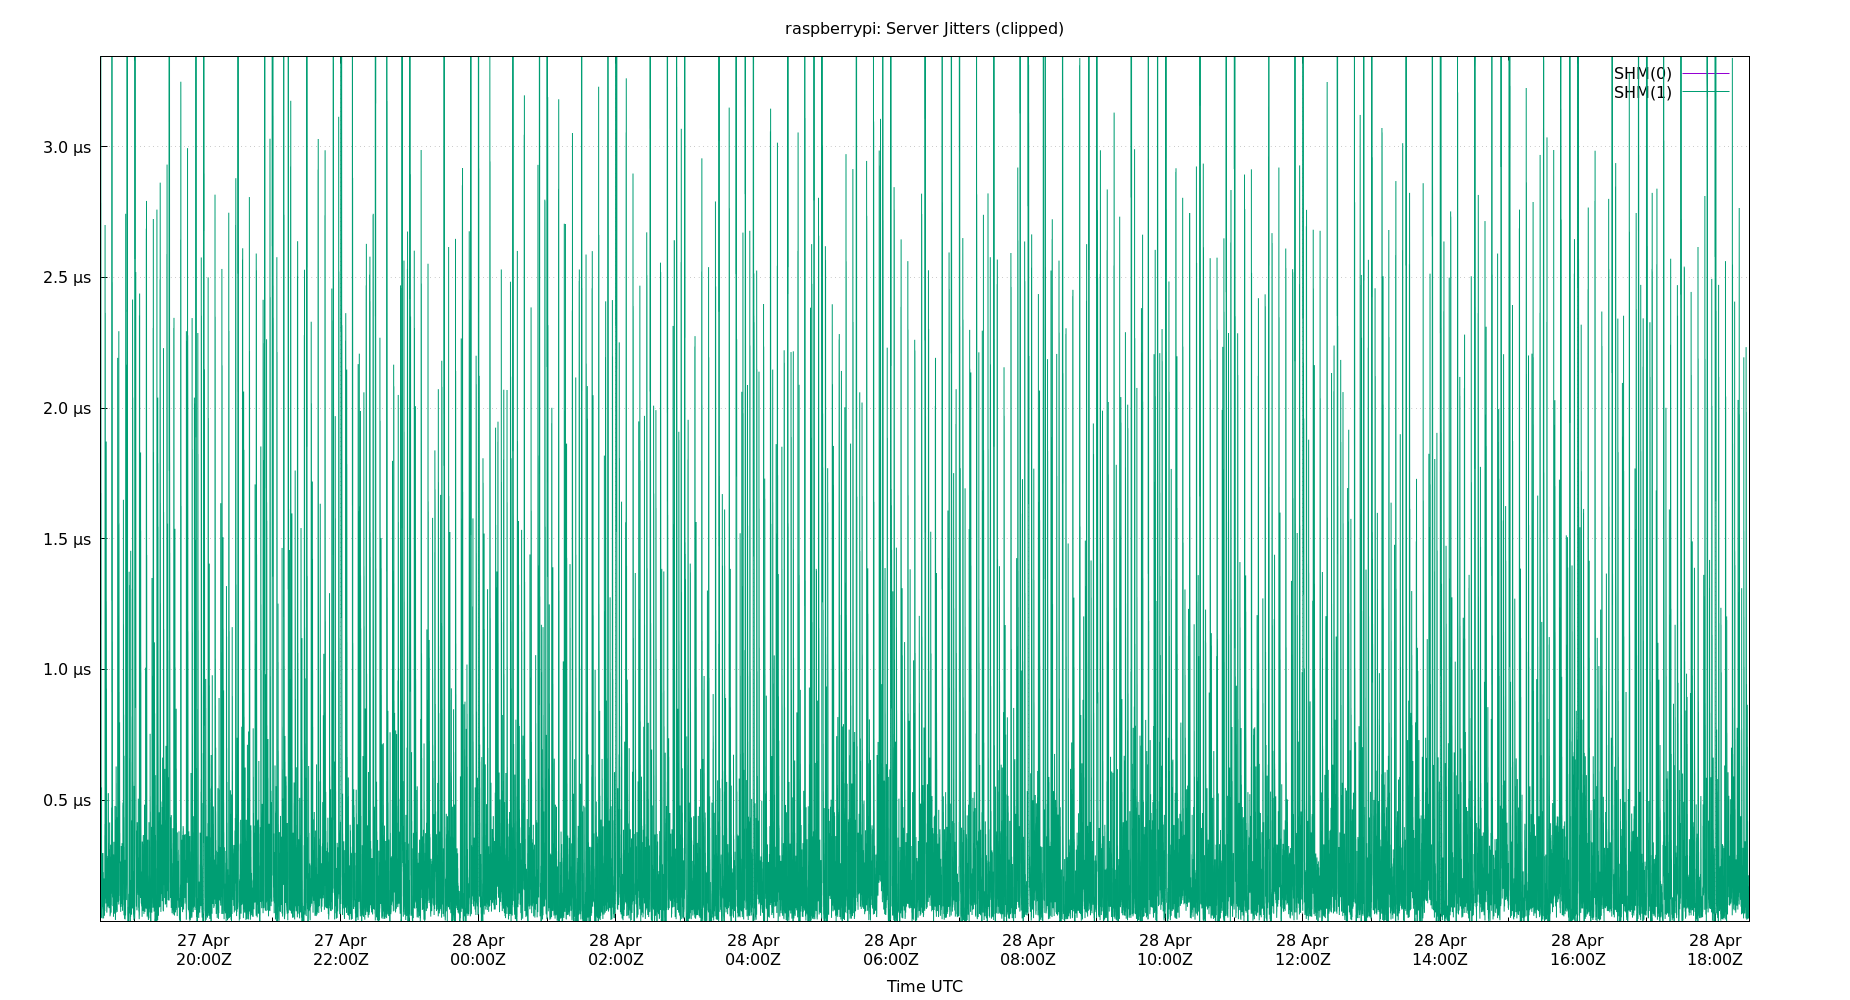 raspberrypi: Server Jitters (clipped)
SHM(0)
SHM(1)
3.0 µs
2.5 µs
2.0 µs
1.5 µs
1.0 µs
0.5 µs
27 Apr 27 Apr 28 Apr 28 Apr 28 Apr 28 Apr 28 Apr 28 Apr 28 Apr 28 Apr 28 Apr 28 Apr
20:00Z 22:00Z 00:00Z 02:00Z 04:00Z 06:00Z 08:00Z 10:00Z 12:00Z 14:00Z 16:00Z 18:00Z
Time UTC